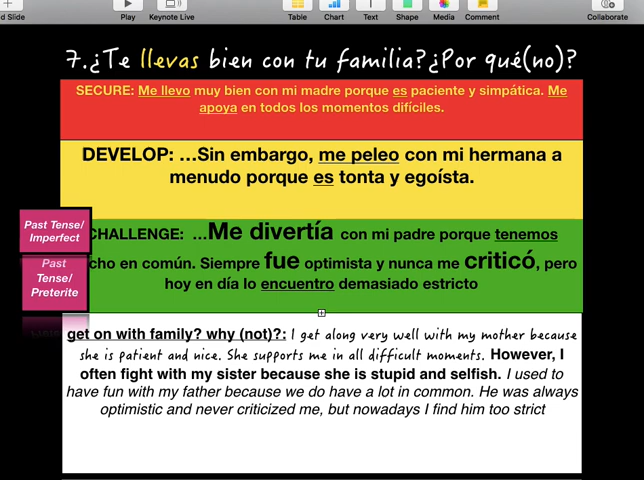 d Slide
Play
Keynote Live
Table
Chart
Text
Shape
Media
Comment
Collaborate
7.¿Te llevas bien con tu familia?¿Por qué(no)?
SECURE: Me llevo muy bien con mi madre porque es paciente y simpática. Me
apoya en todos los momentos difíciles.
DEVELOP: ...Sin embargo, me peleo con mi hermana a
menudo porque es tonta y egoísta.
Past Tense/
Imperfect
CHALLENGE: ...Me divertía con mi padre porque tenemos
Past
Tense/
Preterite
cho en común. Siempre fue optimista y nunca me criticó, pero
hoy en día lo encuentro demasiado estricto
get on with family? why (not)?: I get along very well with my mother because
she is patient and nice. She supports me in all difficult moments. However, I
often fight with my sister because she is stupid and selfish. I used to
have fun with my father because we do have a lot in common. He was always
optimistic and never criticized me, but nowadays I find him too strict